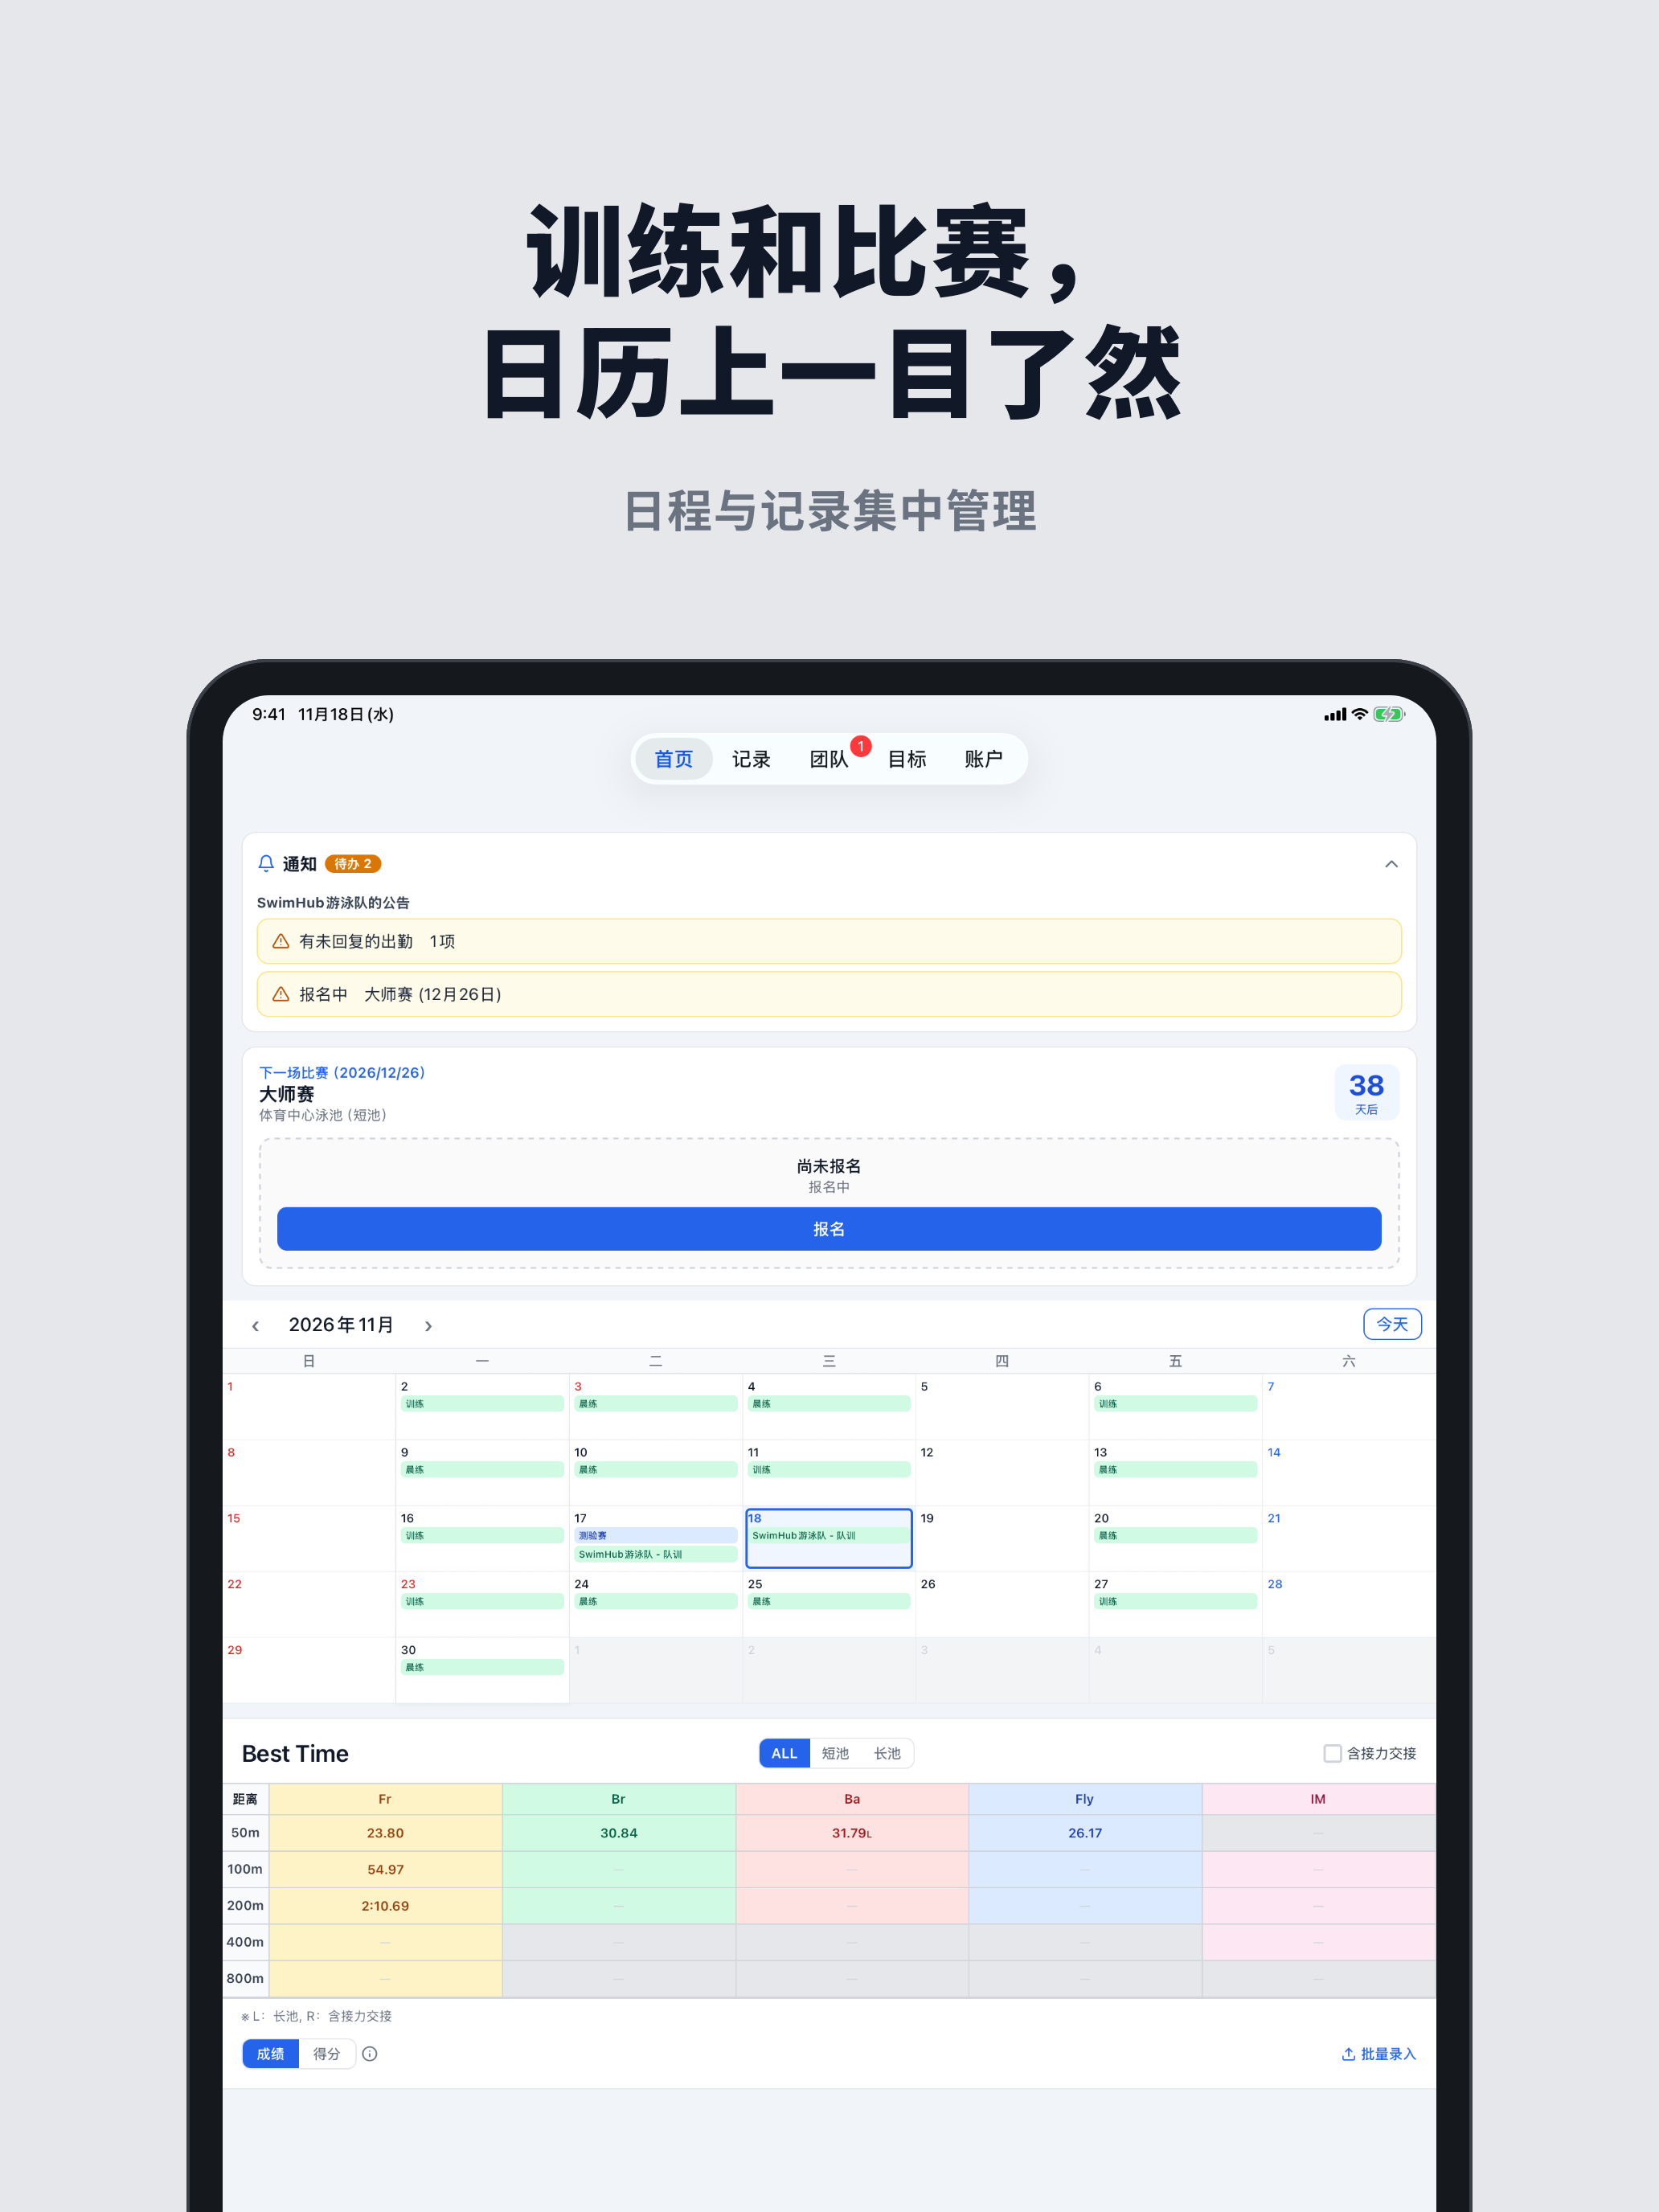 训练和比赛，
日历上一目了然
日程与记录集中管理
9:41 11月18日(水)
首页 记录 团队 1 目标 账户
通知 待办 2
SwimHub游泳队的公告
有未回复的出勤 1项
报名中 大师赛 (12月26日)
下一场比赛 (2026/12/26)
大师赛
体育中心泳池 (短池)
38
天后
尚未报名
报名中
报名
‹ 2026年11月 ›
今天
日 一 二 三 四 五 六
1 2 3 4 5 6 7
训练 晨练 晨练 训练
8 9 10 11 12 13 14
晨练 晨练 训练 晨练
15 16 17 18 19 20 21
训练 测验赛 SwimHub游泳队 - 队训 晨练
SwimHub游泳队 - 队训
22 23 24 25 26 27 28
训练 晨练 晨练 训练
29 30 1 2 3 4 5
晨练
Best Time
ALL 短池 长池
含接力交接
距离 Fr Br Ba Fly IM
50m 23.80 30.84 31.79L 26.17 —
100m 54.97 — — — —
200m 2:10.69 — — — —
400m — — — — —
800m — — — — —
※ L：长池, R：含接力交接
成绩 得分
批量录入